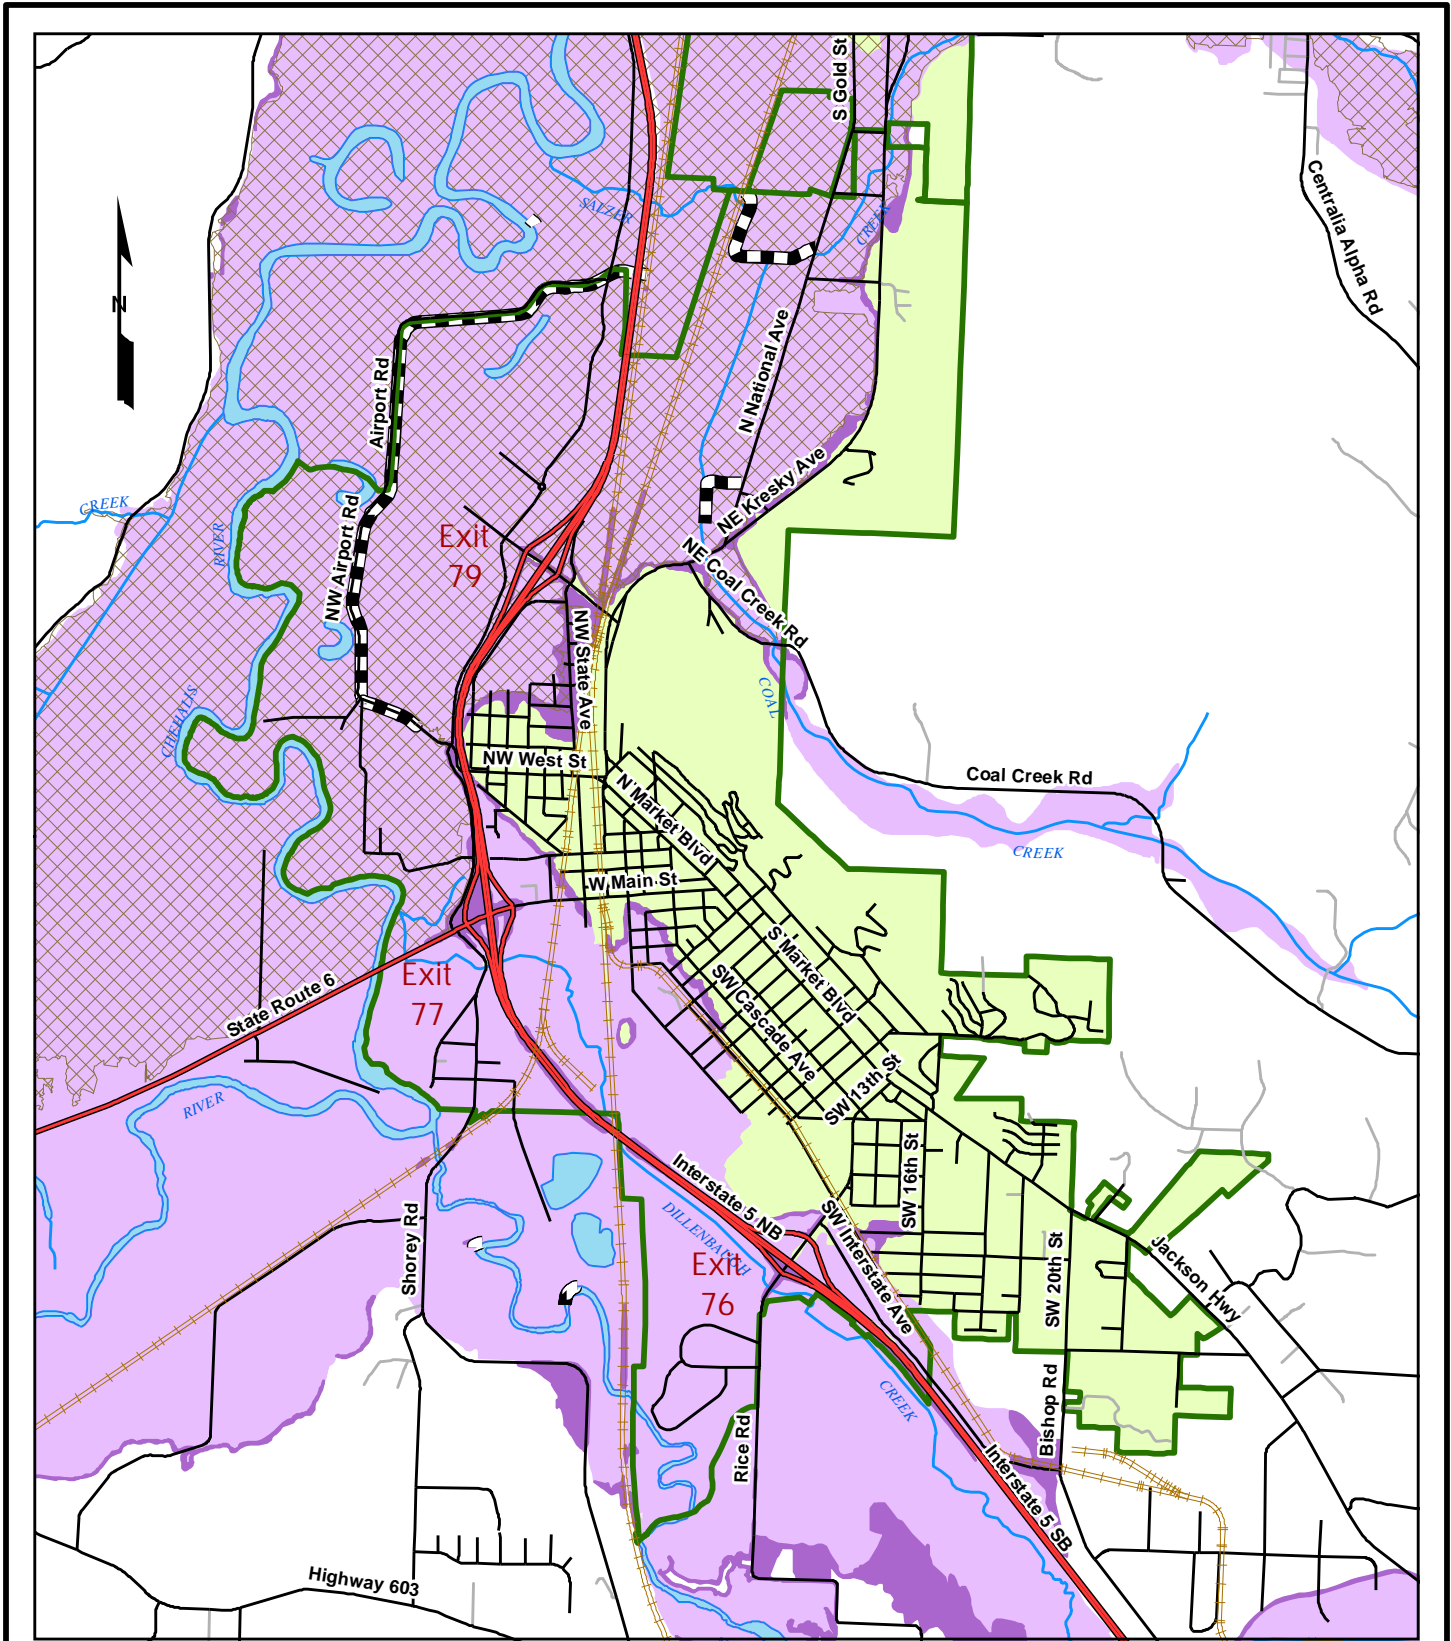 S Gold St
Centralia Alpha Rd
SALZER
CREEK
N
N National Ave
Airport Rd
NE Kresky Ave
CREEK
RIVER
NW Airport Rd
Exit
79
NE Coal Creek Rd
NW State Ave
CHEHALIS
COAL
NW West St
Coal Creek Rd
N Market Blvd
CREEK
W Main St
S Market Blvd
Exit
77
State Route 6
SW Cascade Ave
RIVER
SW 13th St
SW 16th St
Interstate 5 NB
DILLENBAUGH
Shorey Rd
SW Interstate Ave
Exit
76
SW 20th St
Jackson Hwy
CREEK
Bishop Rd
Rice Rd
Interstate 5 SB
Highway 603